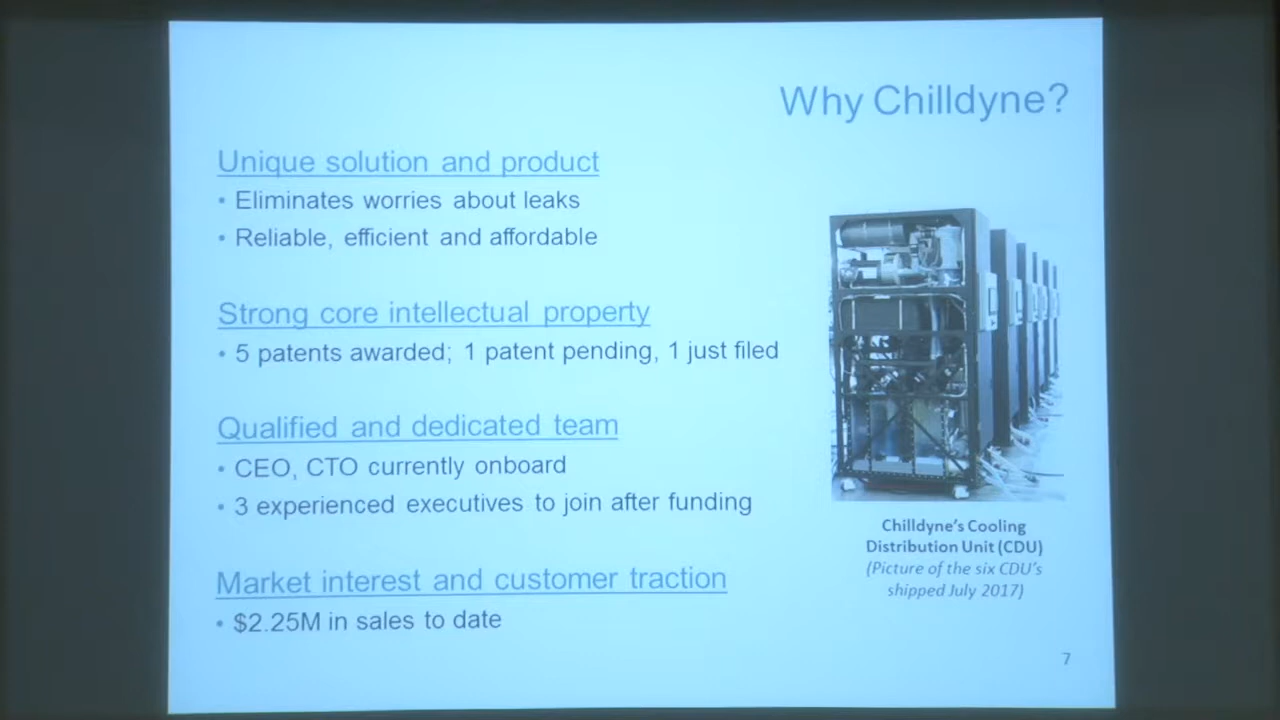 Why Chilldyne?
Unique solution and product
• Eliminates worries about leaks
• Reliable, efficient and affordable
Strong core intellectual property
• 5 patents awarded; 1 patent pending, 1 just filed
Qualified and dedicated team
• CEO, CTO currently onboard
• 3 experienced executives to join after funding
Market interest and customer traction
• $2.25M in sales to date
Chilldyne's Cooling
Distribution Unit (CDU)
(Picture of the six CDU's
shipped July 2017)
7